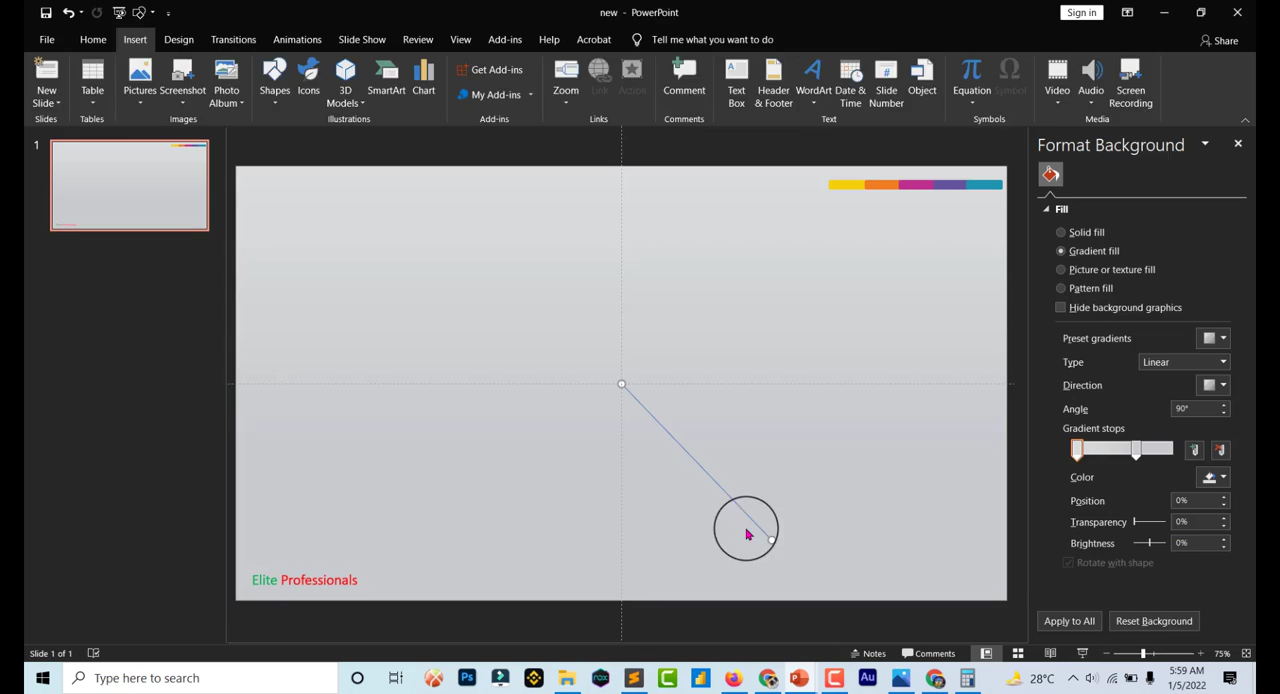 new - PowerPoint
Sign in
File Home Insert Design Transitions Animations Slide Show Review View Add-ins Help Acrobat Tell me what you want to do
Share
New Slide
Table
Pictures
Screenshot
Photo Album
Shapes
Icons
3D Models
SmartArt
Chart
Get Add-ins
My Add-ins
Zoom
Link
Action
Comment
Text Box
Header & Footer
WordArt
Date & Time
Slide Number
Object
Equation
Symbol
Video
Audio
Screen Recording
Slides
Tables
Images
Illustrations
Add-ins
Links
Comments
Text
Symbols
Media
1
Elite Professionals
Format Background
Fill
Solid fill
Gradient fill
Picture or texture fill
Pattern fill
Hide background graphics
Preset gradients
Type Linear
Direction
Angle 90°
Gradient stops
Color
Position 0%
Transparency 0%
Brightness 0%
Rotate with shape
Apply to All
Reset Background
Slide 1 of 1
Notes
Comments
75%
Type here to search
Ps
nox
Au
28°C
5:59 AM
1/5/2022